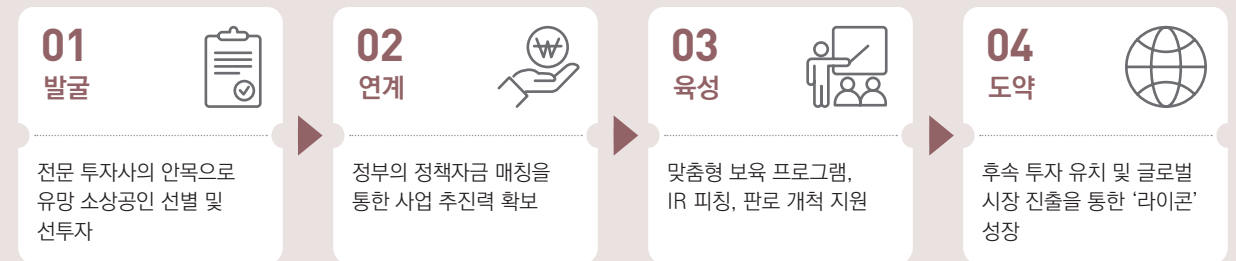 01
발굴
전문 투자사의 안목으로
유망 소상공인 선별 및
선투자
02
연계
정부의 정책자금 매칭을
통한 사업 추진력 확보
03
육성
맞춤형 보육 프로그램,
IR 피칭, 판로 개척 지원
04
도약
후속 투자 유치 및 글로벌
시장 진출을 통한 ‘라이콘’
성장